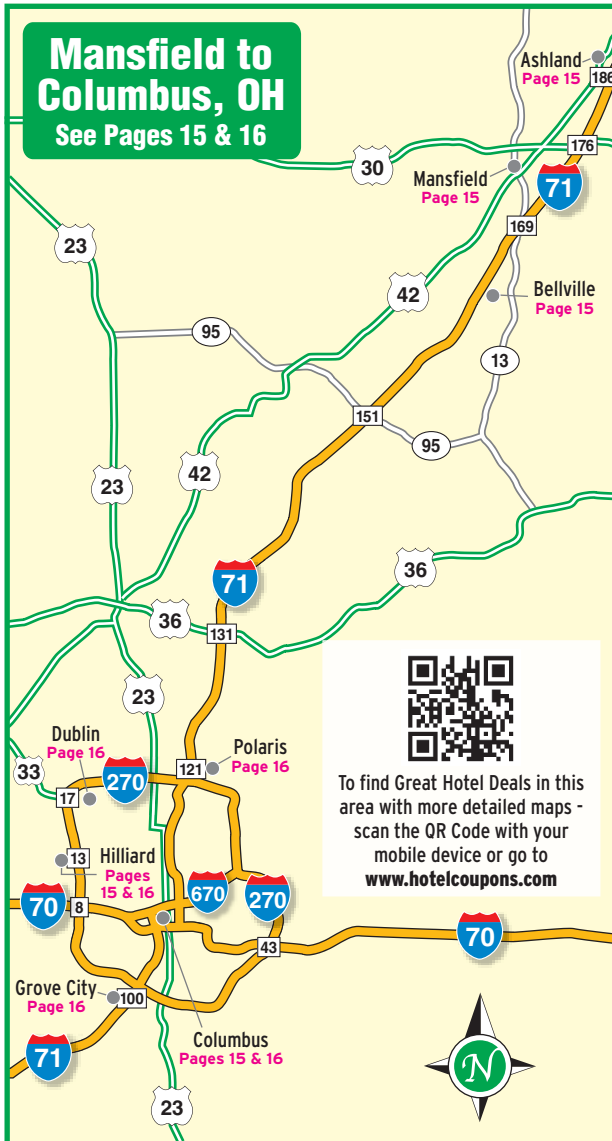 Mansfield to
Columbus, OH
See Pages 15 & 16
Ashland
Page 15
186
176
30
Mansfield
Page 15
71
23
169
42
Bellville
Page 15
95
13
151
95
42
23
71
36
36
131
23
Dublin
Page 16
Polaris
Page 16
121
33
270
17
To find Great Hotel Deals in this
area with more detailed maps -
scan the QR Code with your
mobile device or go to
www.hotelcoupons.com
13
Hilliard
Pages
15 & 16
670
270
70
8
70
43
Grove City
Page 16
100
Columbus
Pages 15 & 16
71
23
N